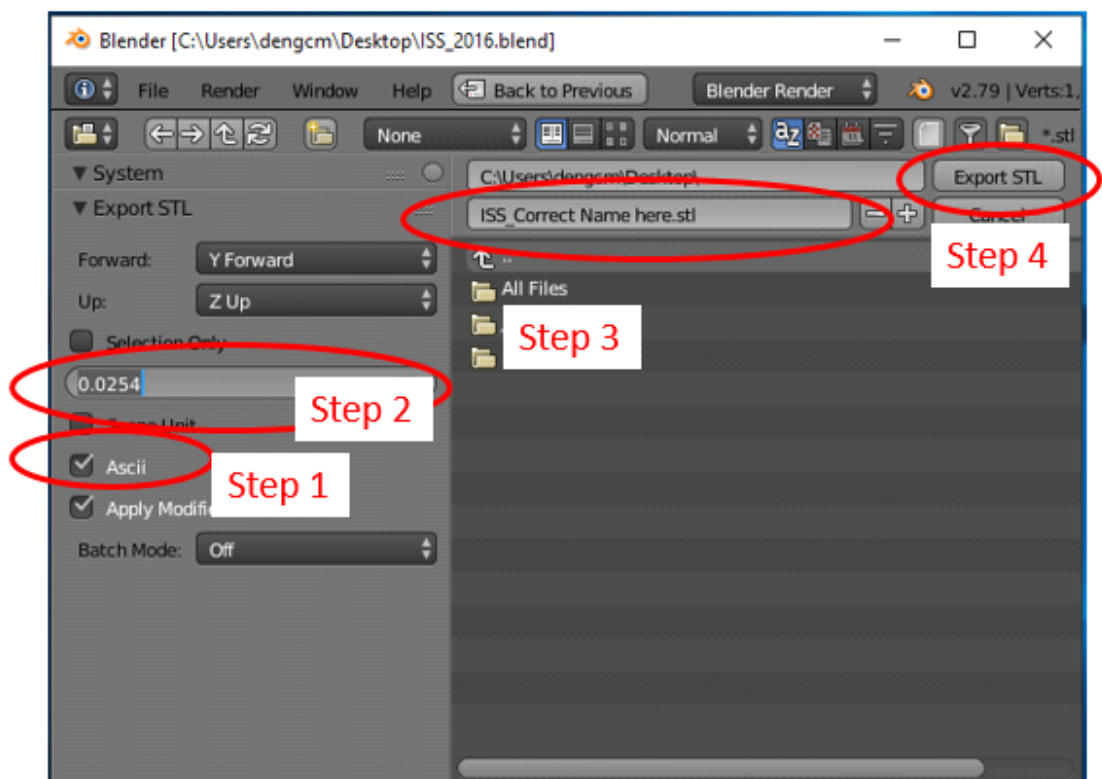 Blender [C:\Users\dengcm\Desktop\ISS_2016.blend]
File Render Window Help Back to Previous Blender Render v2.79 | Verts:1,
None Normal *.stl
System
C:\Users\dengcm\Desktop\
Export STL
Export STL
ISS_Correct Name here.stl
Cancel
Step 4
Forward: Y Forward
..
Up: Z Up
All Files
Selection Only
Step 3
0.0254
Step 2
Scene Unit
Ascii
Step 1
Apply Modifie
Batch Mode: Off